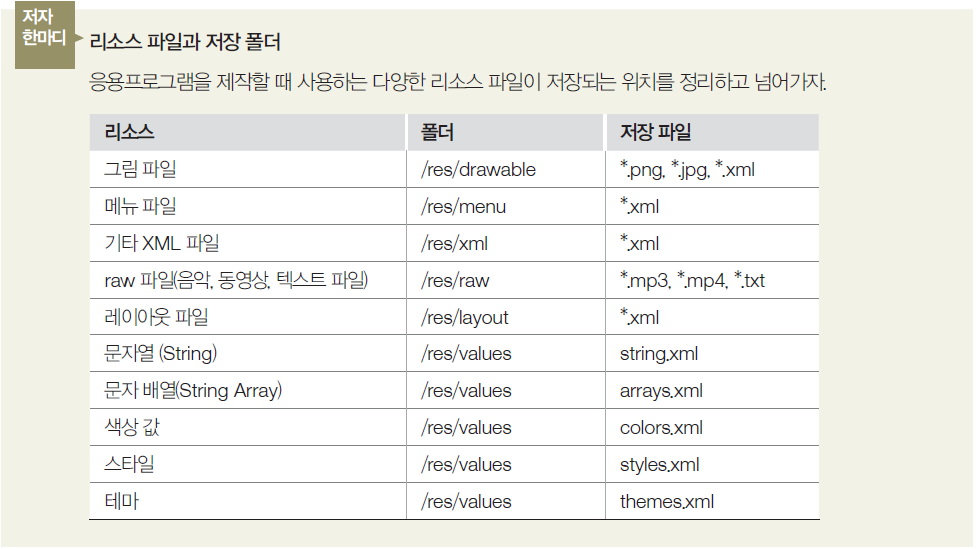 저자
한마디
리소스 파일과 저장 폴더
응용프로그램을 제작할 때 사용하는 다양한 리소스 파일이 저장되는 위치를 정리하고 넘어가자.
리소스 폴더 저장 파일
그림 파일 /res/drawable *.png, *.jpg, *.xml
메뉴 파일 /res/menu *.xml
기타 XML 파일 /res/xml *.xml
raw 파일(음악, 동영상, 텍스트 파일) /res/raw *.mp3, *.mp4, *.txt
레이아웃 파일 /res/layout *.xml
문자열 (String) /res/values string.xml
문자 배열(String Array) /res/values arrays.xml
색상 값 /res/values colors.xml
스타일 /res/values styles.xml
테마 /res/values themes.xml